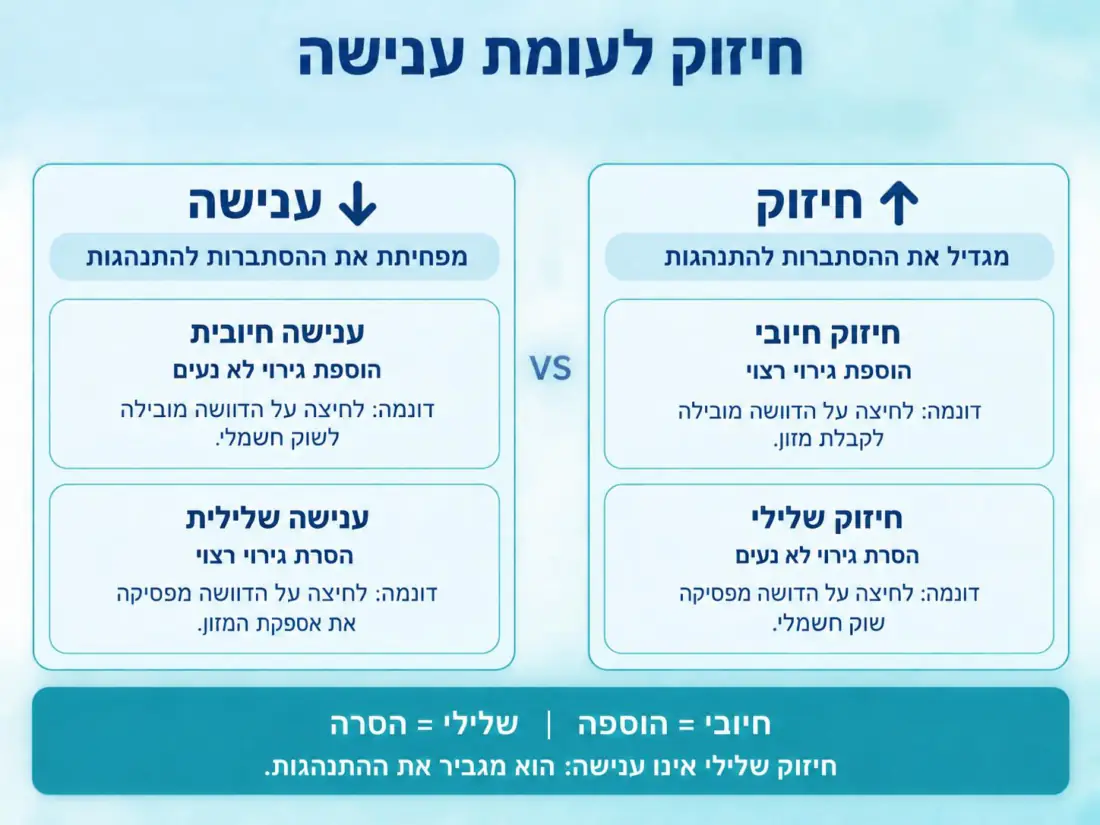 חיזוק לעומת ענישה
חיזוק
מגדיל את ההסתברות להתנהגות
חיזוק חיובי
הוספת גירוי רצוי
דונמה: לחיצה על הדוושה מובילה
לקבלת מזון.
חיזוק שלילי
הסרת גירוי לא נעים
דונמה: לחיצה על הדושה מפסיקה
שוק חשמלי.
VS
ענישה
מפחיתת את ההסתברות להתנהגות
ענישה חיובית
הוספת גירוי לא נעים
דונמה: לחיצה על הדוושה מובילה
לשוק חשמלי.
ענישה שלילית
הסרת גירוי רצוי
דונמה: לחיצה על הדוושה מפסיקה
את אספקת המזון.
חיובי = הוספה | שלילי = הסרה
חיזוק שלילי אינו ענישה: הוא מגביר את ההתנהגות.